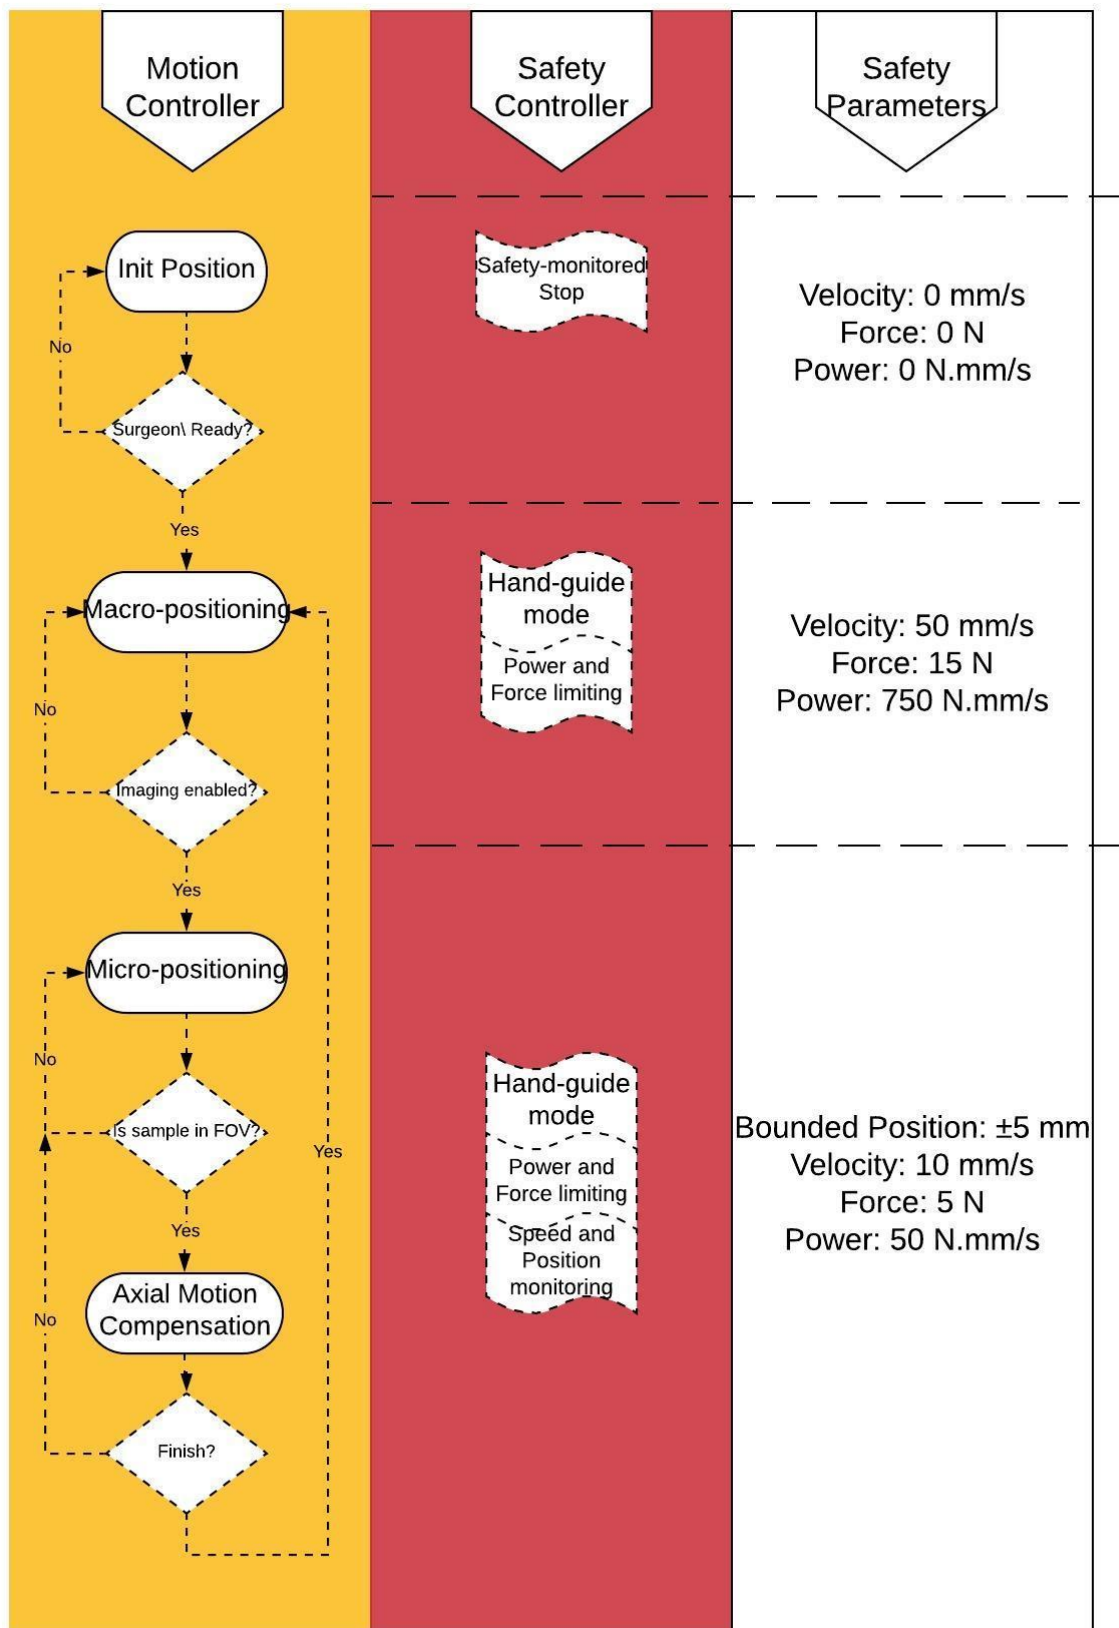 Motion
Controller
Safety
Controller
Safety
Parameters
Init Position
No
Surgeon\ Ready?
Yes
Safety-monitored
Stop
Velocity: 0 mm/s
Force: 0 N
Power: 0 N.mm/s
Macro-positioning
No
Imaging enabled?
Yes
Hand-guide
mode
Power and
Force limiting
Velocity: 50 mm/s
Force: 15 N
Power: 750 N.mm/s
Micro-positioning
No
Is sample in FOV?
Yes
Yes
Axial Motion
Compensation
No
Finish?
Hand-guide
mode
Power and
Force limiting
Speed and
Position
monitoring
Bounded Position: ±5 mm
Velocity: 10 mm/s
Force: 5 N
Power: 50 N.mm/s